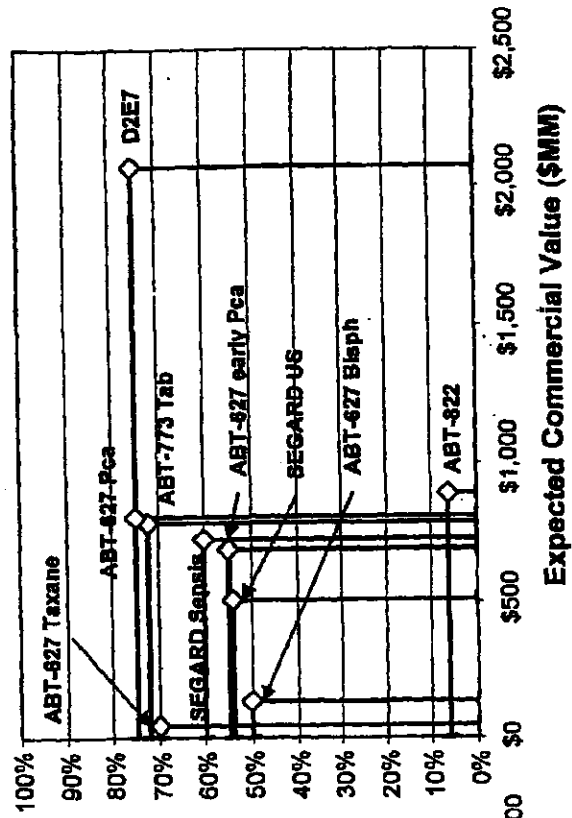 100%
90%
80%
70%
60%
50%
40%
30%
20%
10%
0%
ABT-627 Taxane
ABT-627 Pca
ABT-773 Tab
D2E7
SEGARD Sepsis
ABT-627 early Pca
SEGARD US
ABT-627 Bisph
ABT-822
$0
$500
$1,000
$1,500
$2,000
$2,500
Expected Commercial Value ($MM)
00